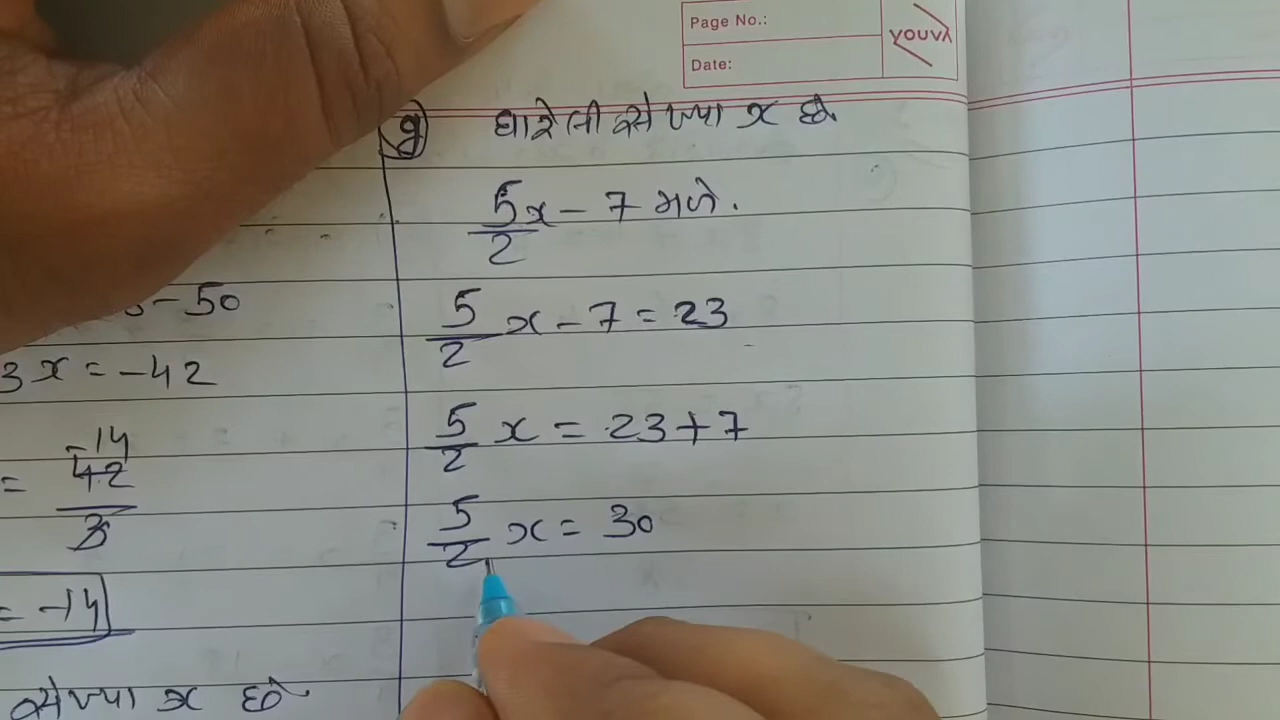 Page No.:
Date:
youva
ધારેલી સંખ્યા x છે
5/2 x - 7 મળે.
5/2 x - 7 = 23
5/2 x = 23 + 7
5/2 x = 30
- 50
3x = -42
= -14 42/3
= -14
સંખ્યા x છે